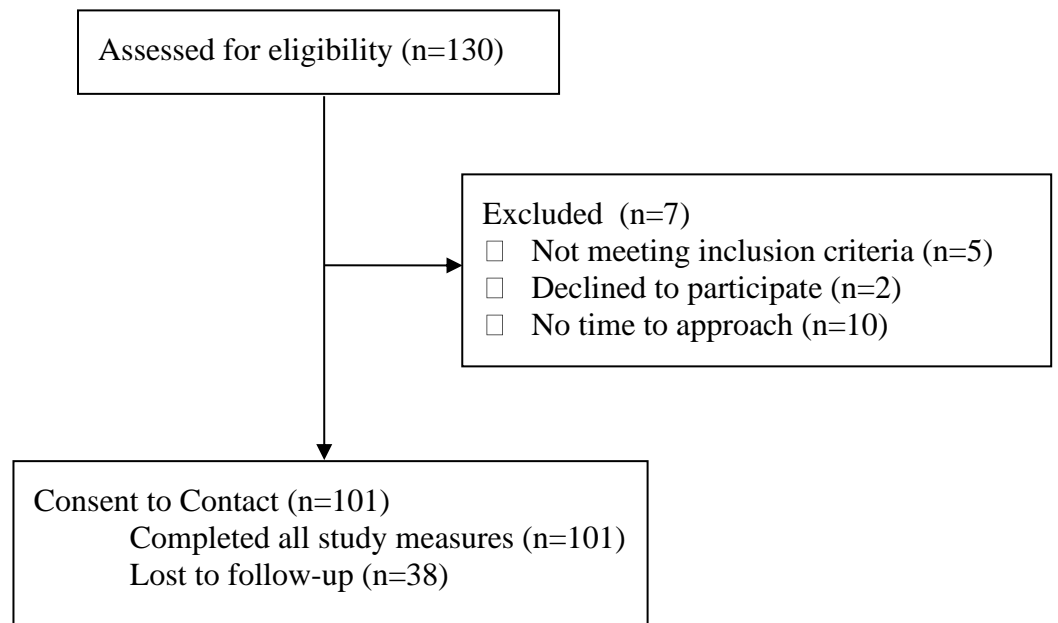 Assessed for eligibility (n=130)
Excluded  (n=7)
□ Not meeting inclusion criteria (n=5)
□ Declined to participate (n=2)
□ No time to approach (n=10)
Consent to Contact (n=101)
Completed all study measures (n=101)
Lost to follow-up (n=38)